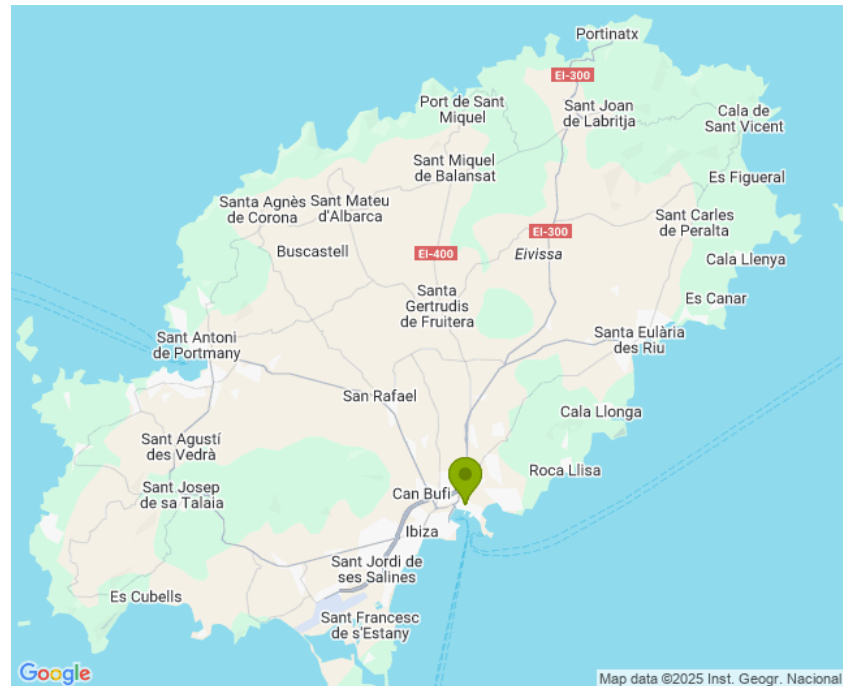 Portinatx
EI-300
Port de Sant
Miquel
Sant Joan
de Labritja
Cala de
Sant Vicent
Sant Miquel
de Balansat
Es Figueral
Santa Agnès
de Corona
Sant Mateu
d'Albarca
Sant Carles
de Peralta
EI-300
Buscastell
EI-400
Eivissa
Cala Llenya
Santa
Gertrudis
de Fruitera
Es Canar
Sant Antoni
de Portmany
Santa Eulària
des Riu
San Rafael
Cala Llonga
Sant Agustí
des Vedrà
Roca Llisa
Sant Josep
de sa Talaia
Can Bufí
Ibiza
Sant Jordi de
ses Salines
Es Cubells
Sant Francesc
de s'Estany
Google
Map data ©2025 Inst. Geogr. Nacional